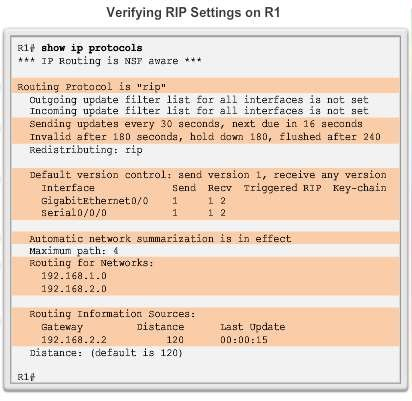 Verifying RIP Settings on R1
R1# show ip protocols
*** IP Routing is NSF aware ***
Routing Protocol is "rip"
Outgoing update filter list for all interfaces is not set
Incoming update filter list for all interfaces is not set
Sending updates every 30 seconds, next due in 16 seconds
Invalid after 180 seconds, hold down 180, flushed after 240
Redistributing: rip
Default version control: send version 1, receive any version
Interface Send Recv Triggered RIP Key-chain
GigabitEthernet0/0 1 1 2
Serial0/0/0 1 1 2
Automatic network summarization is in effect
Maximum path: 4
Routing for Networks:
192.168.1.0
192.168.2.0
Routing Information Sources:
Gateway Distance Last Update
192.168.2.2 120 00:00:15
Distance: (default is 120)
R1#